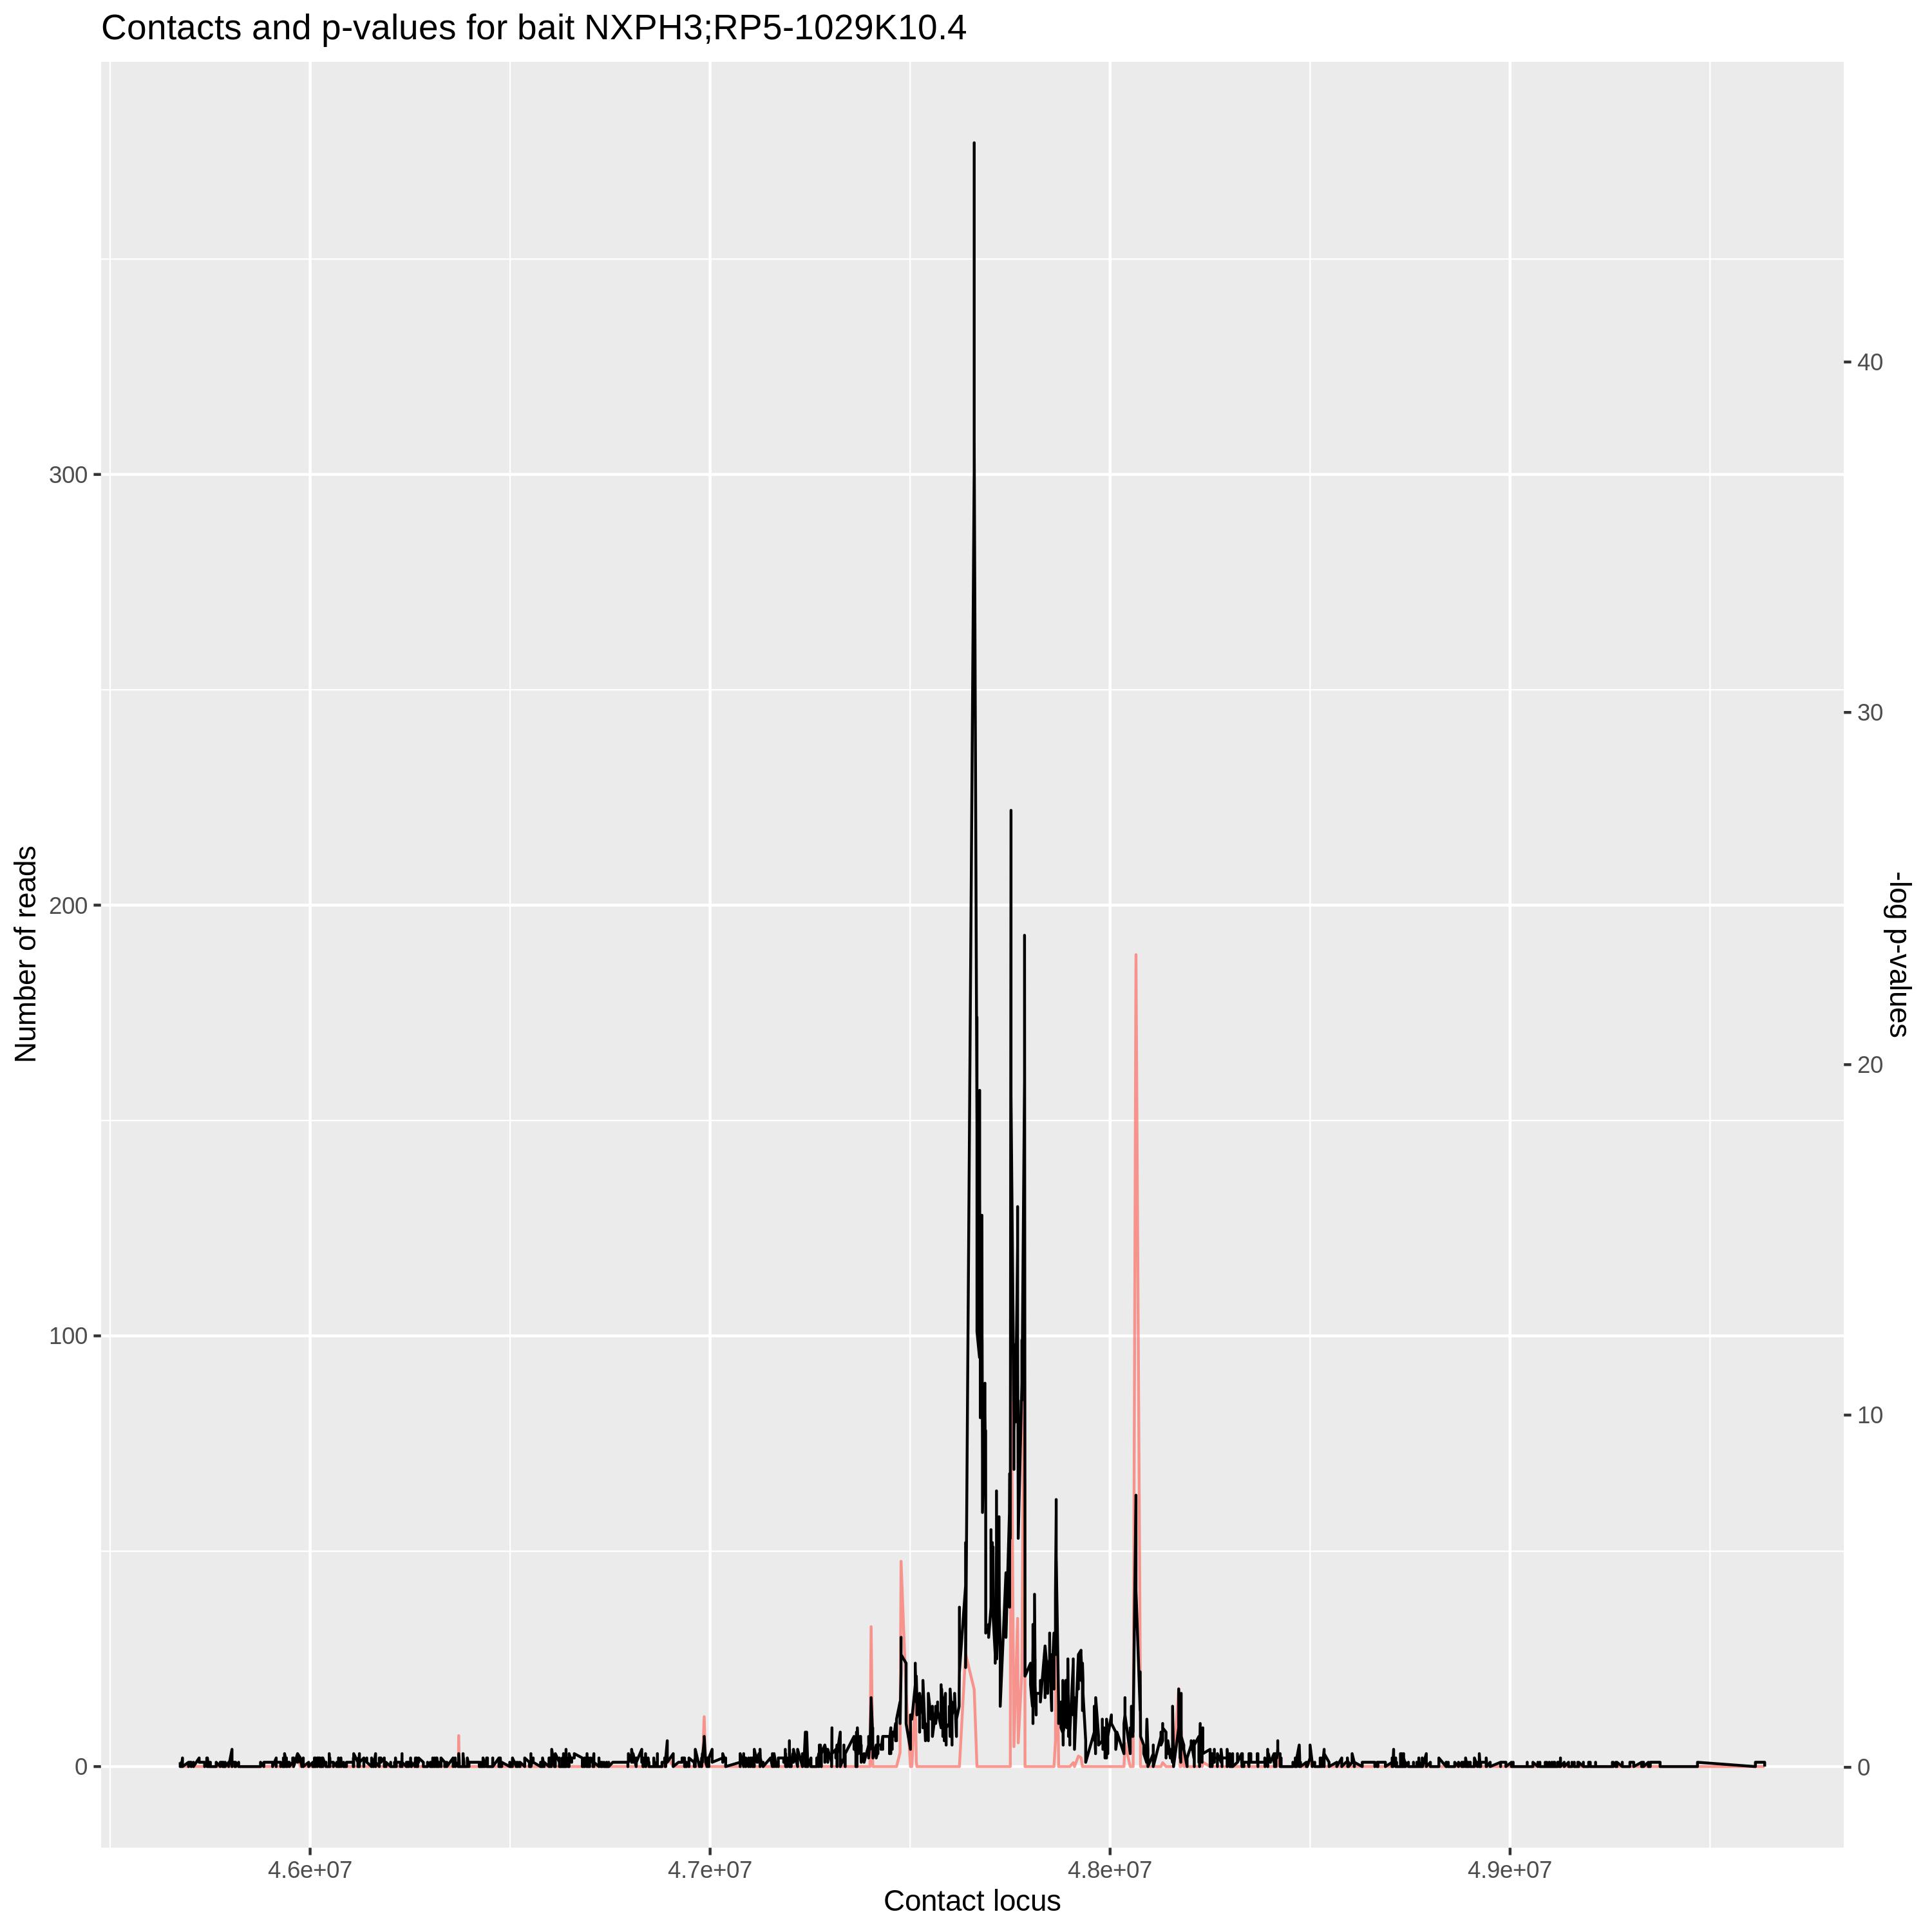 Contacts and p-values for bait NXPH3;RP5-1029K10.4
300
200
100
0
Number of reads
40
30
20
10
0
-log p-values
4.6e+07 4.7e+07 4.8e+07 4.9e+07
Contact locus